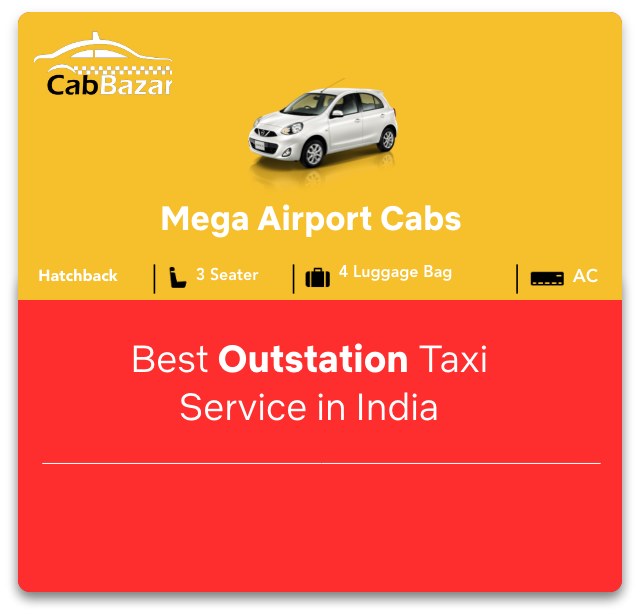 CabBazar
Mega Airport Cabs
Hatchback
3 Seater
4 Luggage Bag
AC
Best Outstation Taxi
Service in India